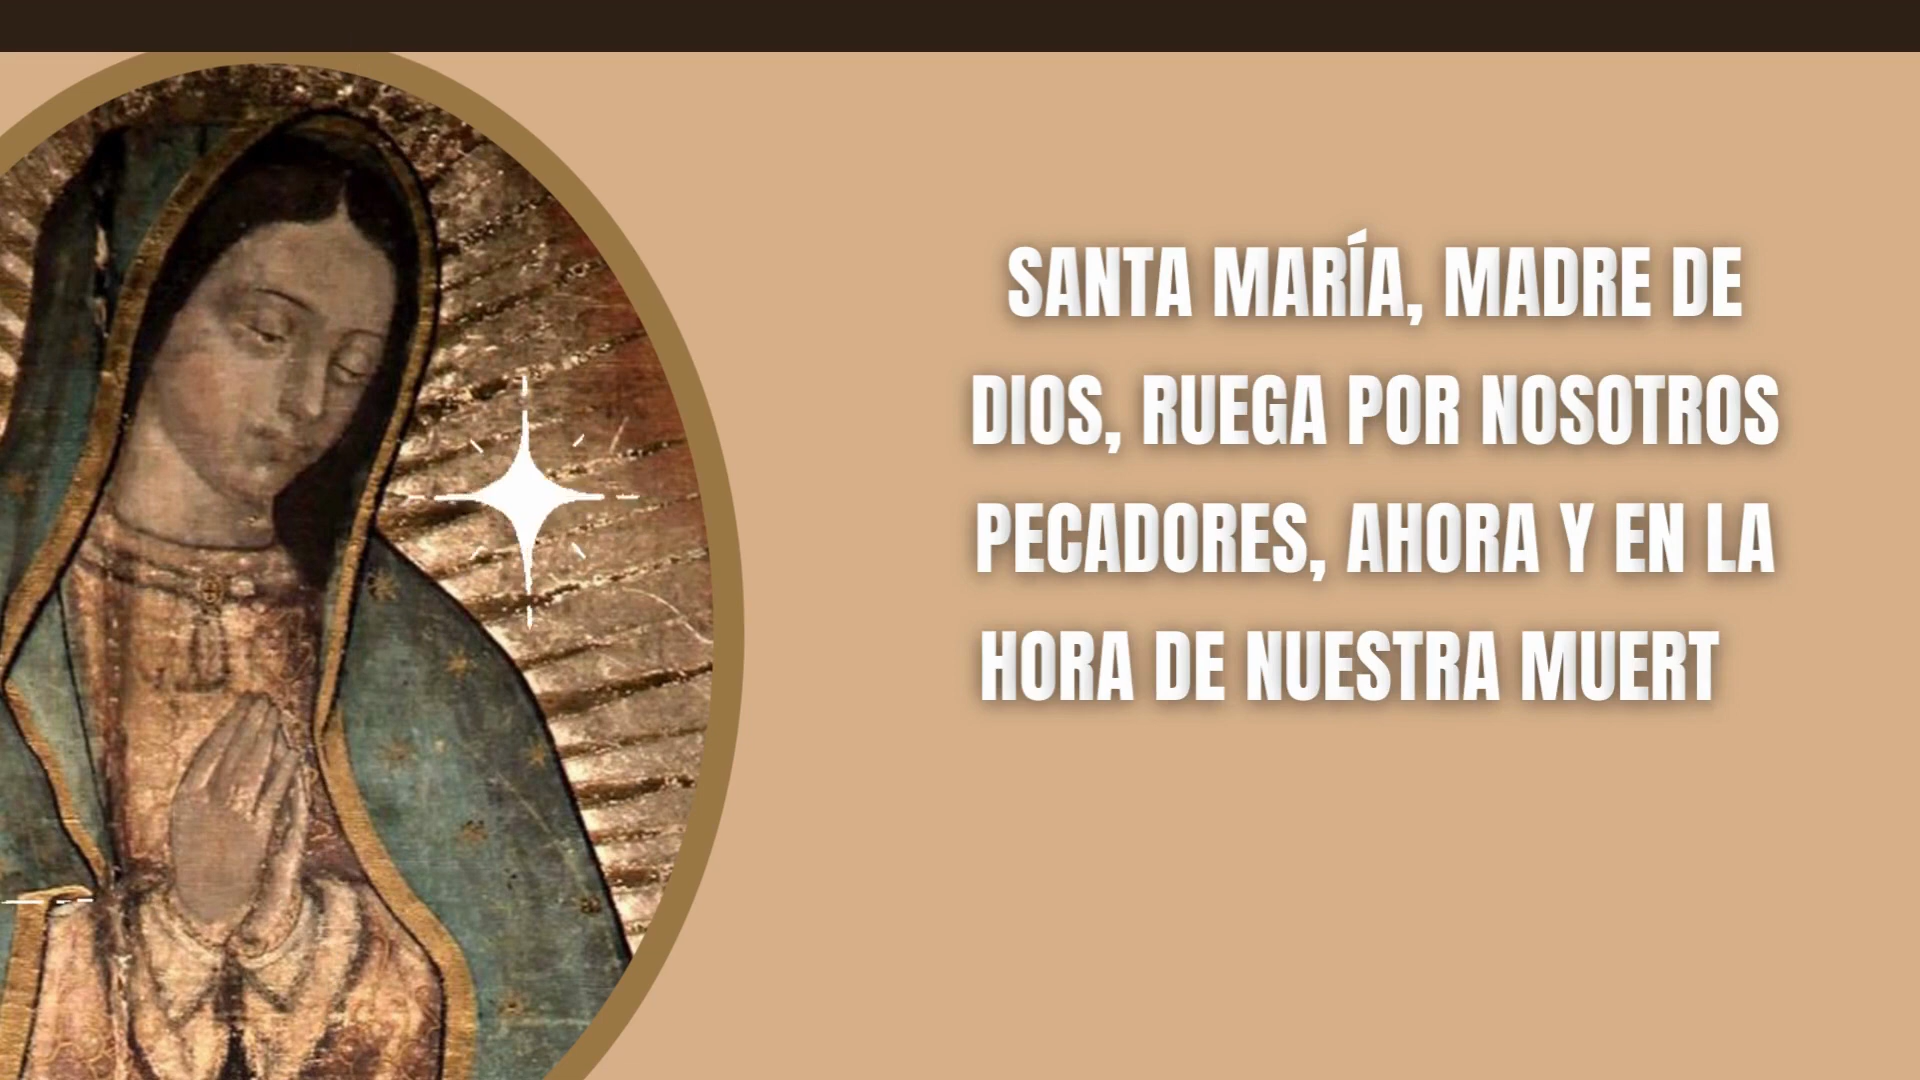 SANTA MARÍA, MADRE DE
DIOS, RUEGA POR NOSOTROS
PECADORES, AHORA Y EN LA
HORA DE NUESTRA MUERT